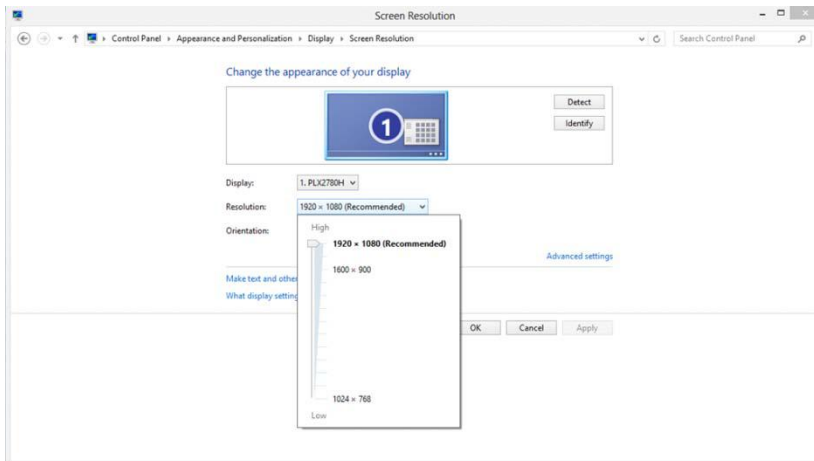 Screen Resolution
Control Panel Appearance and Personalization Display Screen Resolution
Search Control Panel
Change the appearance of your display
1
Detect
Identify
Display: 1. PLX2780H
Resolution: 1920 × 1080 (Recommended)
Orientation:
High
1920 × 1080 (Recommended)
1600 × 900
1024 × 768
Low
Advanced settings
Make text and other
What display setting
OK Cancel Apply